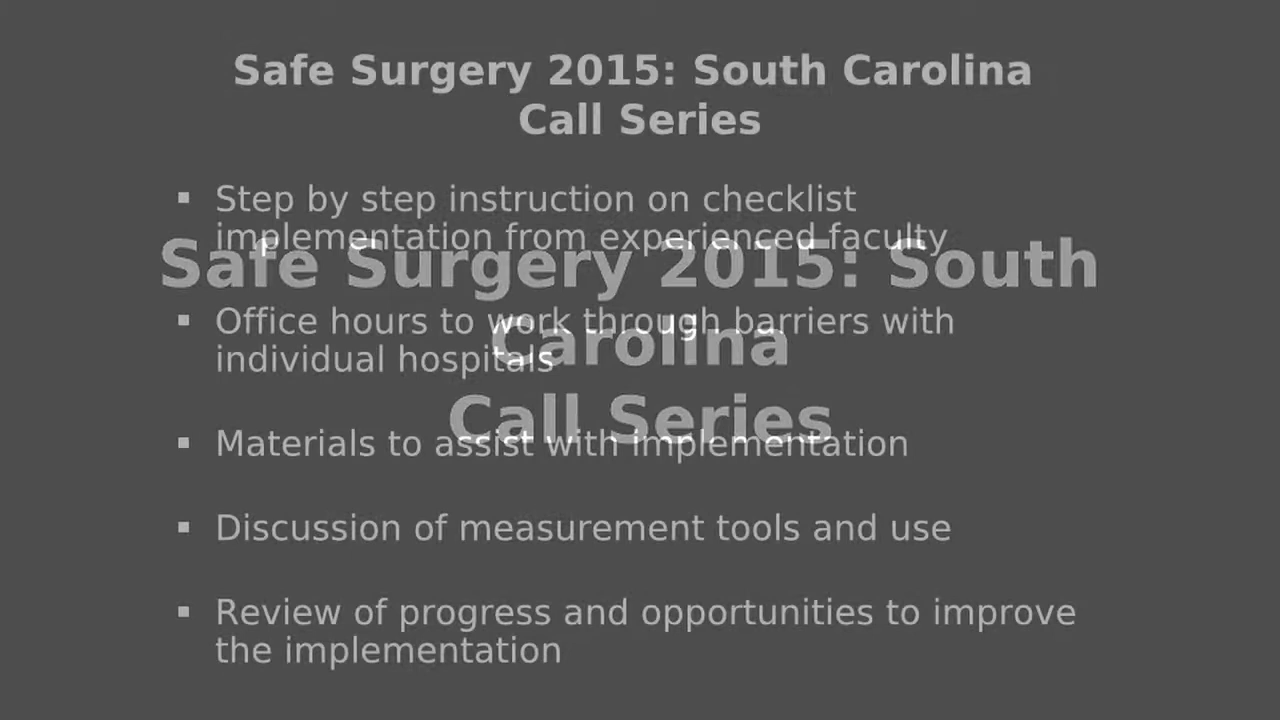 Safe Surgery 2015: South Carolina
Call Series
▪ Step by step instruction on checklist
implementation from experienced faculty
Safe Surgery 2015: South
Carolina
Call Series
▪ Office hours to work through barriers with
individual hospitals
▪ Materials to assist with implementation
▪ Discussion of measurement tools and use
▪ Review of progress and opportunities to improve
the implementation